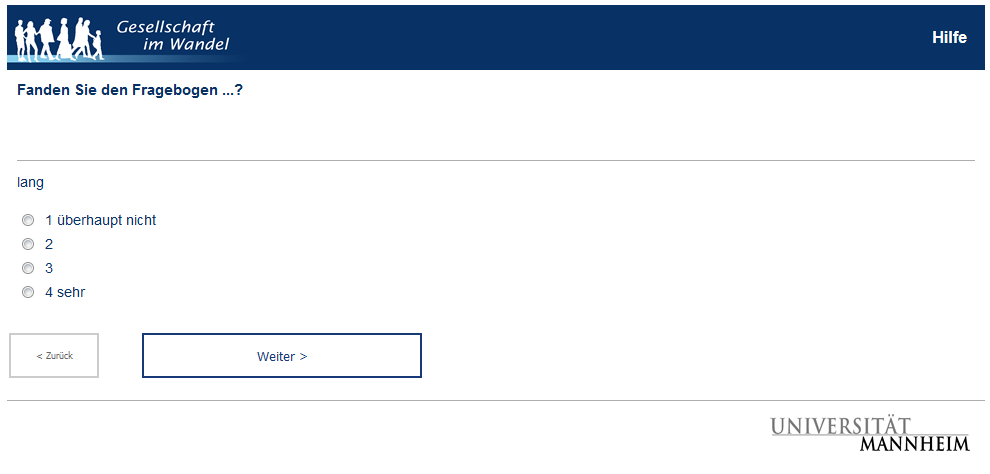 Gesellschaft
im Wandel
Hilfe
Fanden Sie den Fragebogen ...?
lang
1 überhaupt nicht
2
3
4 sehr
< Zurück
Weiter >
UNIVERSITÄT
MANNHEIM